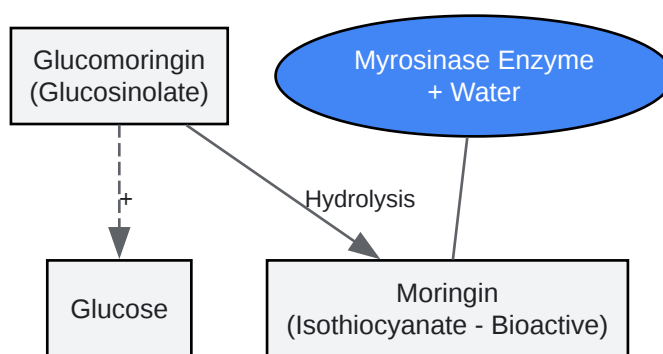 Glucomoringin
(Glucosinolate)
Myrosinase Enzyme
+ Water
+
Hydrolysis
Glucose
Moringin
(Isothiocyanate - Bioactive)